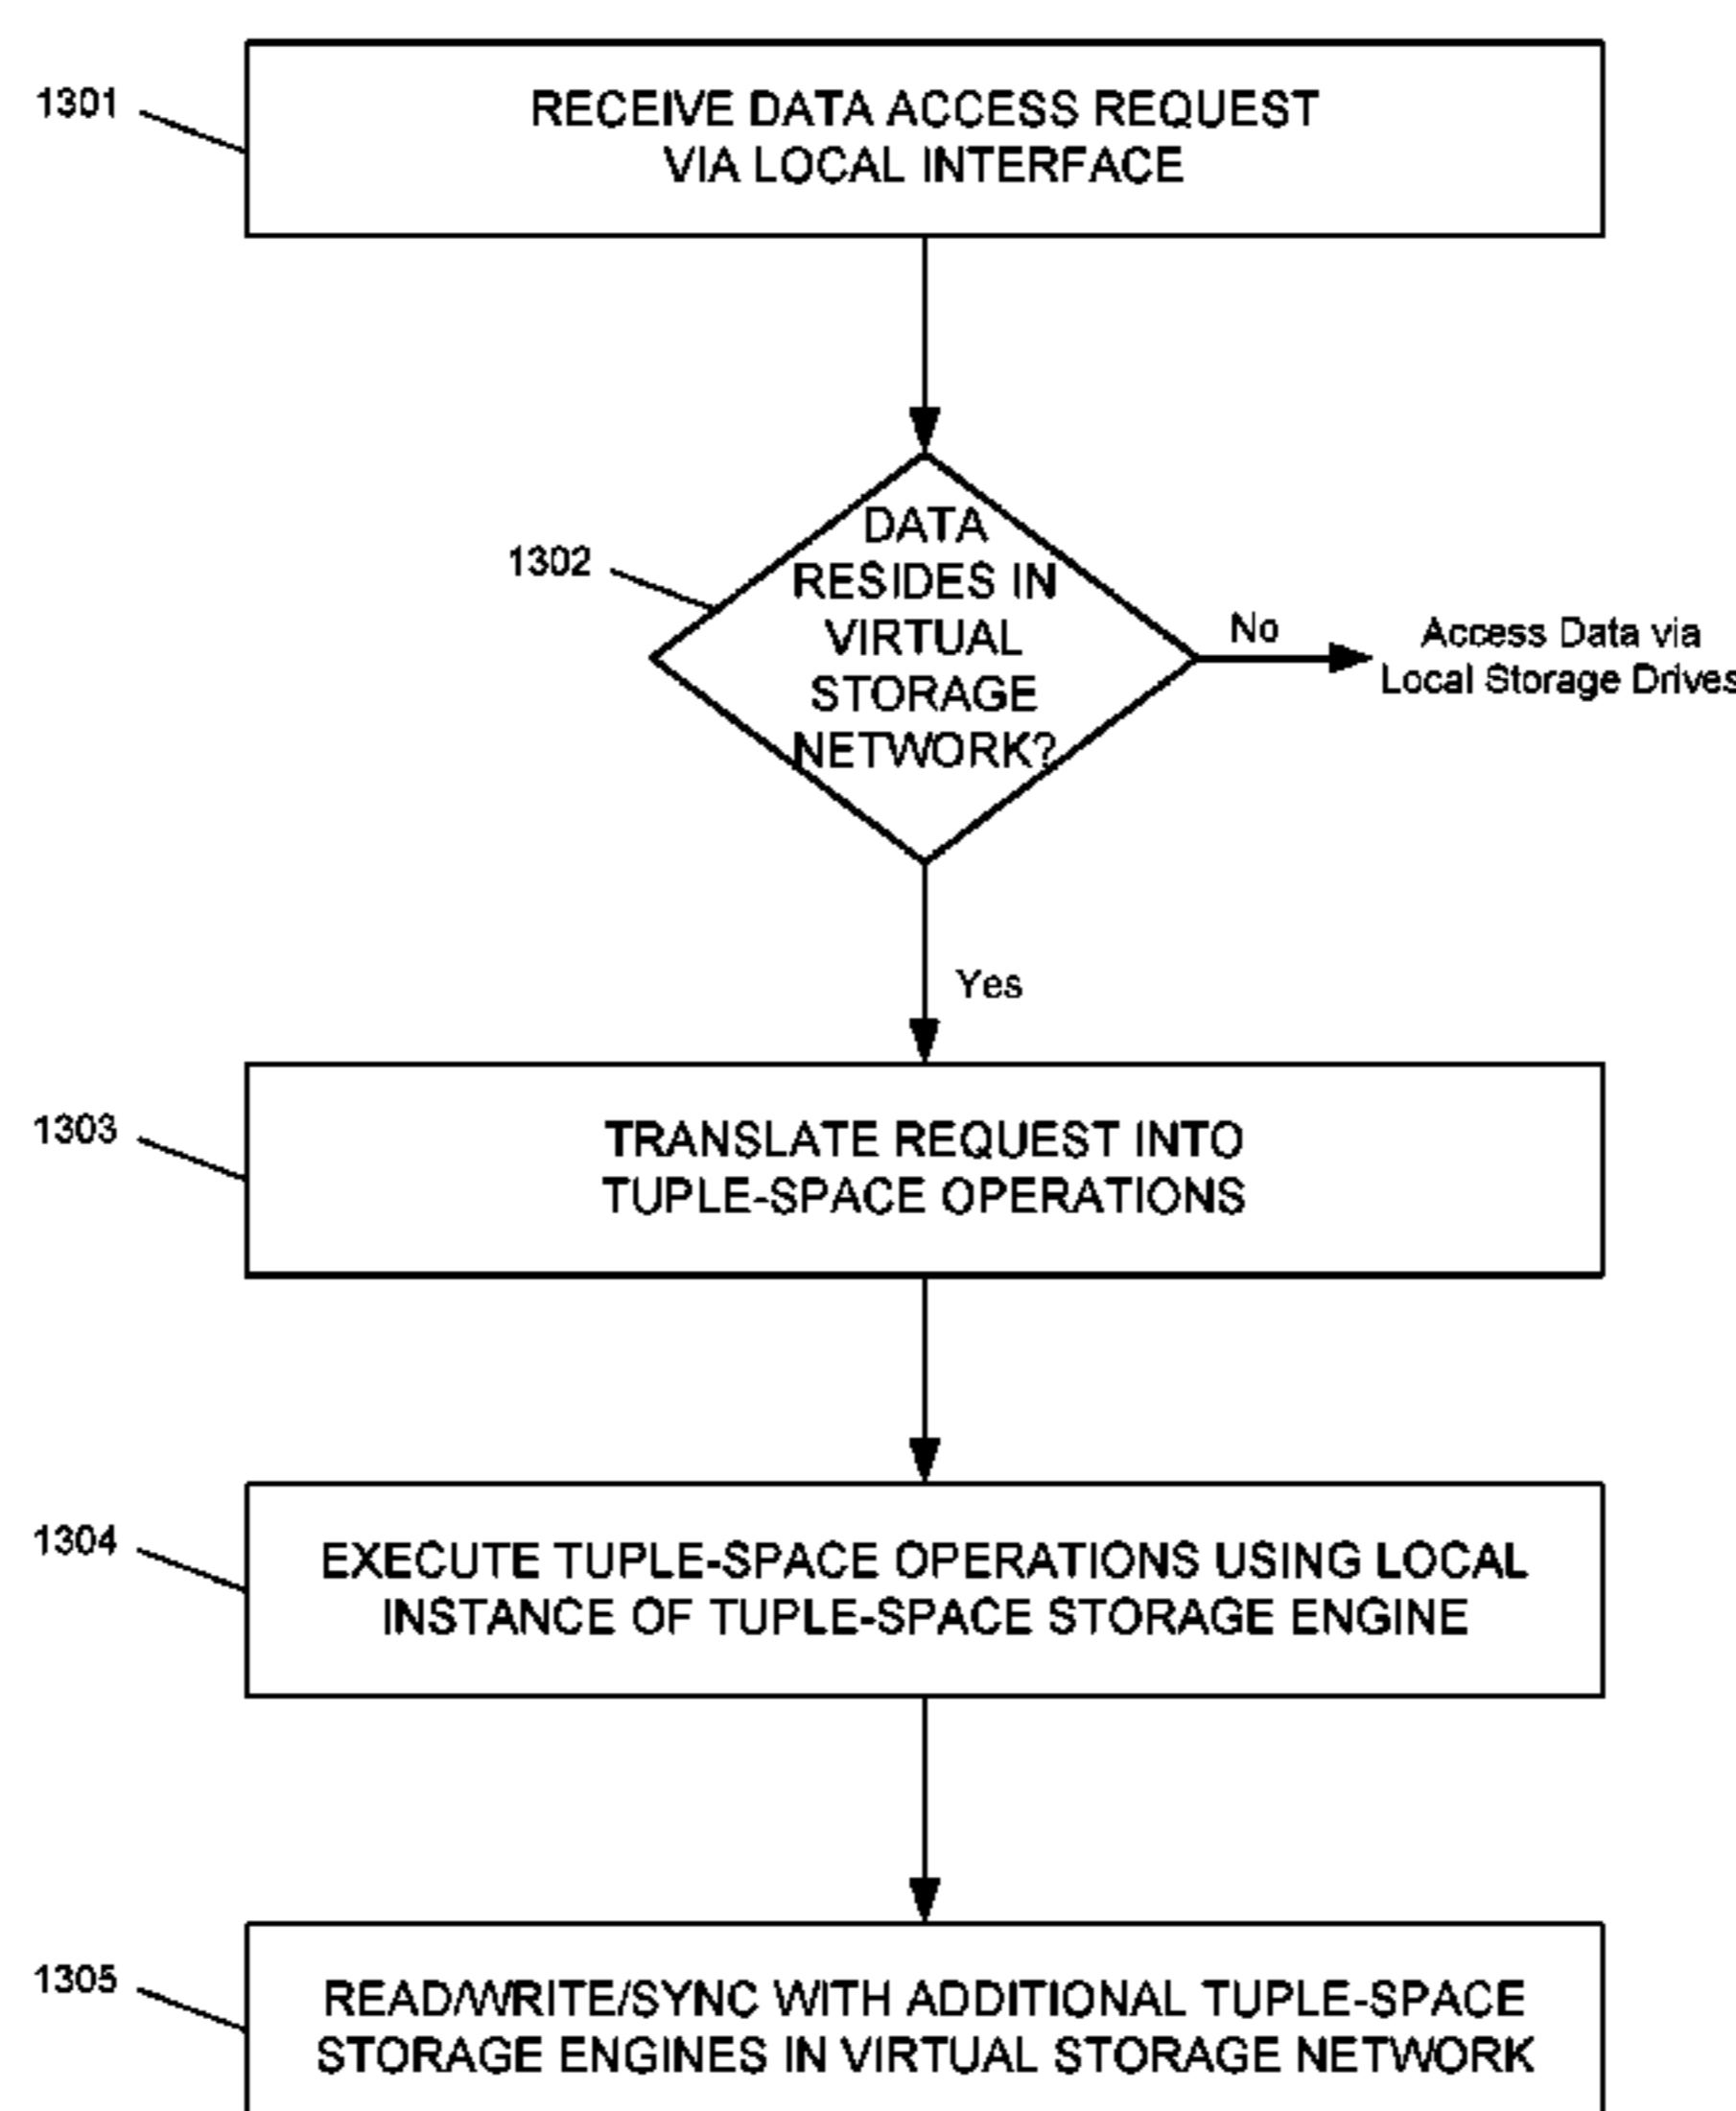 1301
RECEIVE DATA ACCESS REQUEST
VIA LOCAL INTERFACE
1302
DATA
RESIDES IN
VIRTUAL
STORAGE
NETWORK?
No
Access Data via
Local Storage Drives
Yes
1303
TRANSLATE REQUEST INTO
TUPLE-SPACE OPERATIONS
1304
EXECUTE TUPLE-SPACE OPERATIONS USING LOCAL
INSTANCE OF TUPLE-SPACE STORAGE ENGINE
1305
READ/WRITE/SYNC WITH ADDITIONAL TUPLE-SPACE
STORAGE ENGINES IN VIRTUAL STORAGE NETWORK